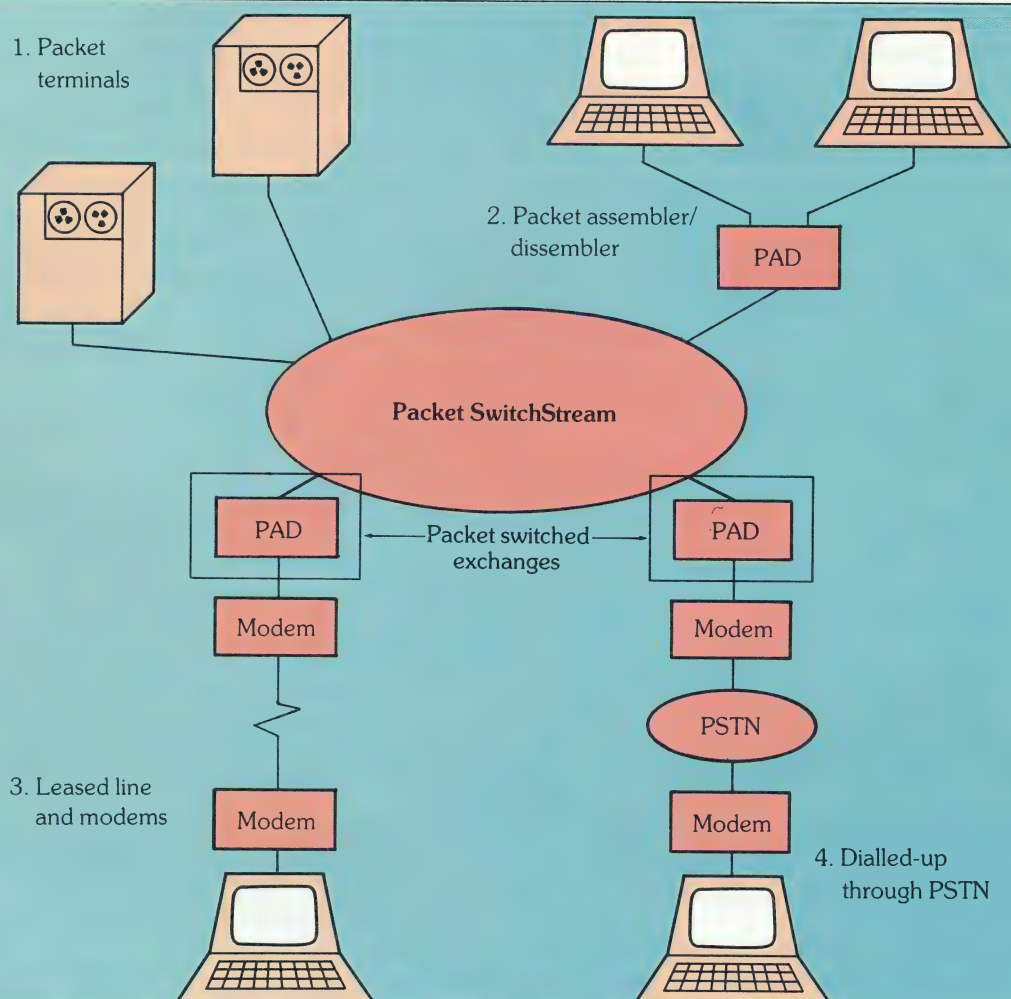 1. Packet
terminals
2. Packet assembler/
dissembler
PAD
Packet SwitchStream
PAD
Packet switched
exchanges
PAD
Modem
Modem
PSTN
3. Leased line
and modems
Modem
Modem
4. Dialled-up
through PSTN